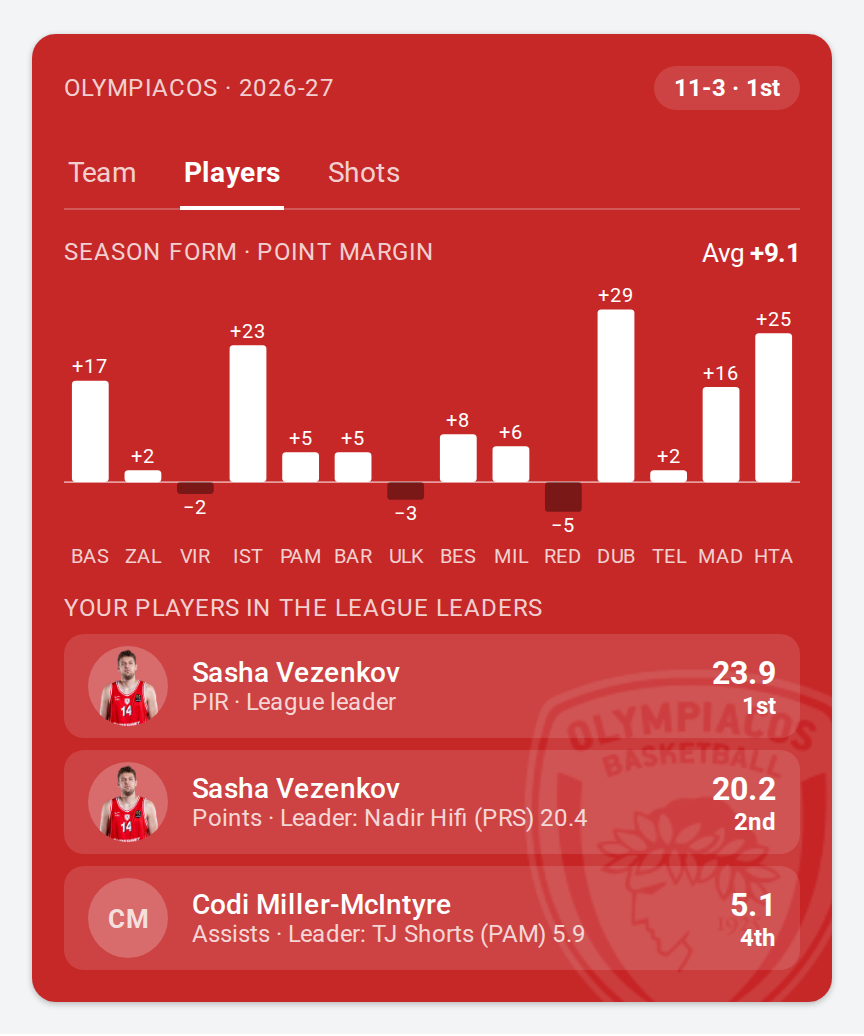 OLYMPIACOS · 2026-27
11-3 · 1st
Team Players Shots
SEASON FORM · POINT MARGIN
Avg +9.1
+17 +2 −2 +23 +5 +5 −3 +8 +6 −5 +29 +2 +16 +25
BAS ZAL VIR IST PAM BAR ULK BES MIL RED DUB TEL MAD HTA
YOUR PLAYERS IN THE LEAGUE LEADERS
Sasha Vezenkov
23.9
PIR · League leader
1st
14
OLYMPIACOS
BASKETBALL
Sasha Vezenkov
20.2
Points · Leader: Nadir Hifi (PRS) 20.4
2nd
14
CM
Codi Miller-McIntyre
5.1
Assists · Leader: TJ Shorts (PAM) 5.9
4th